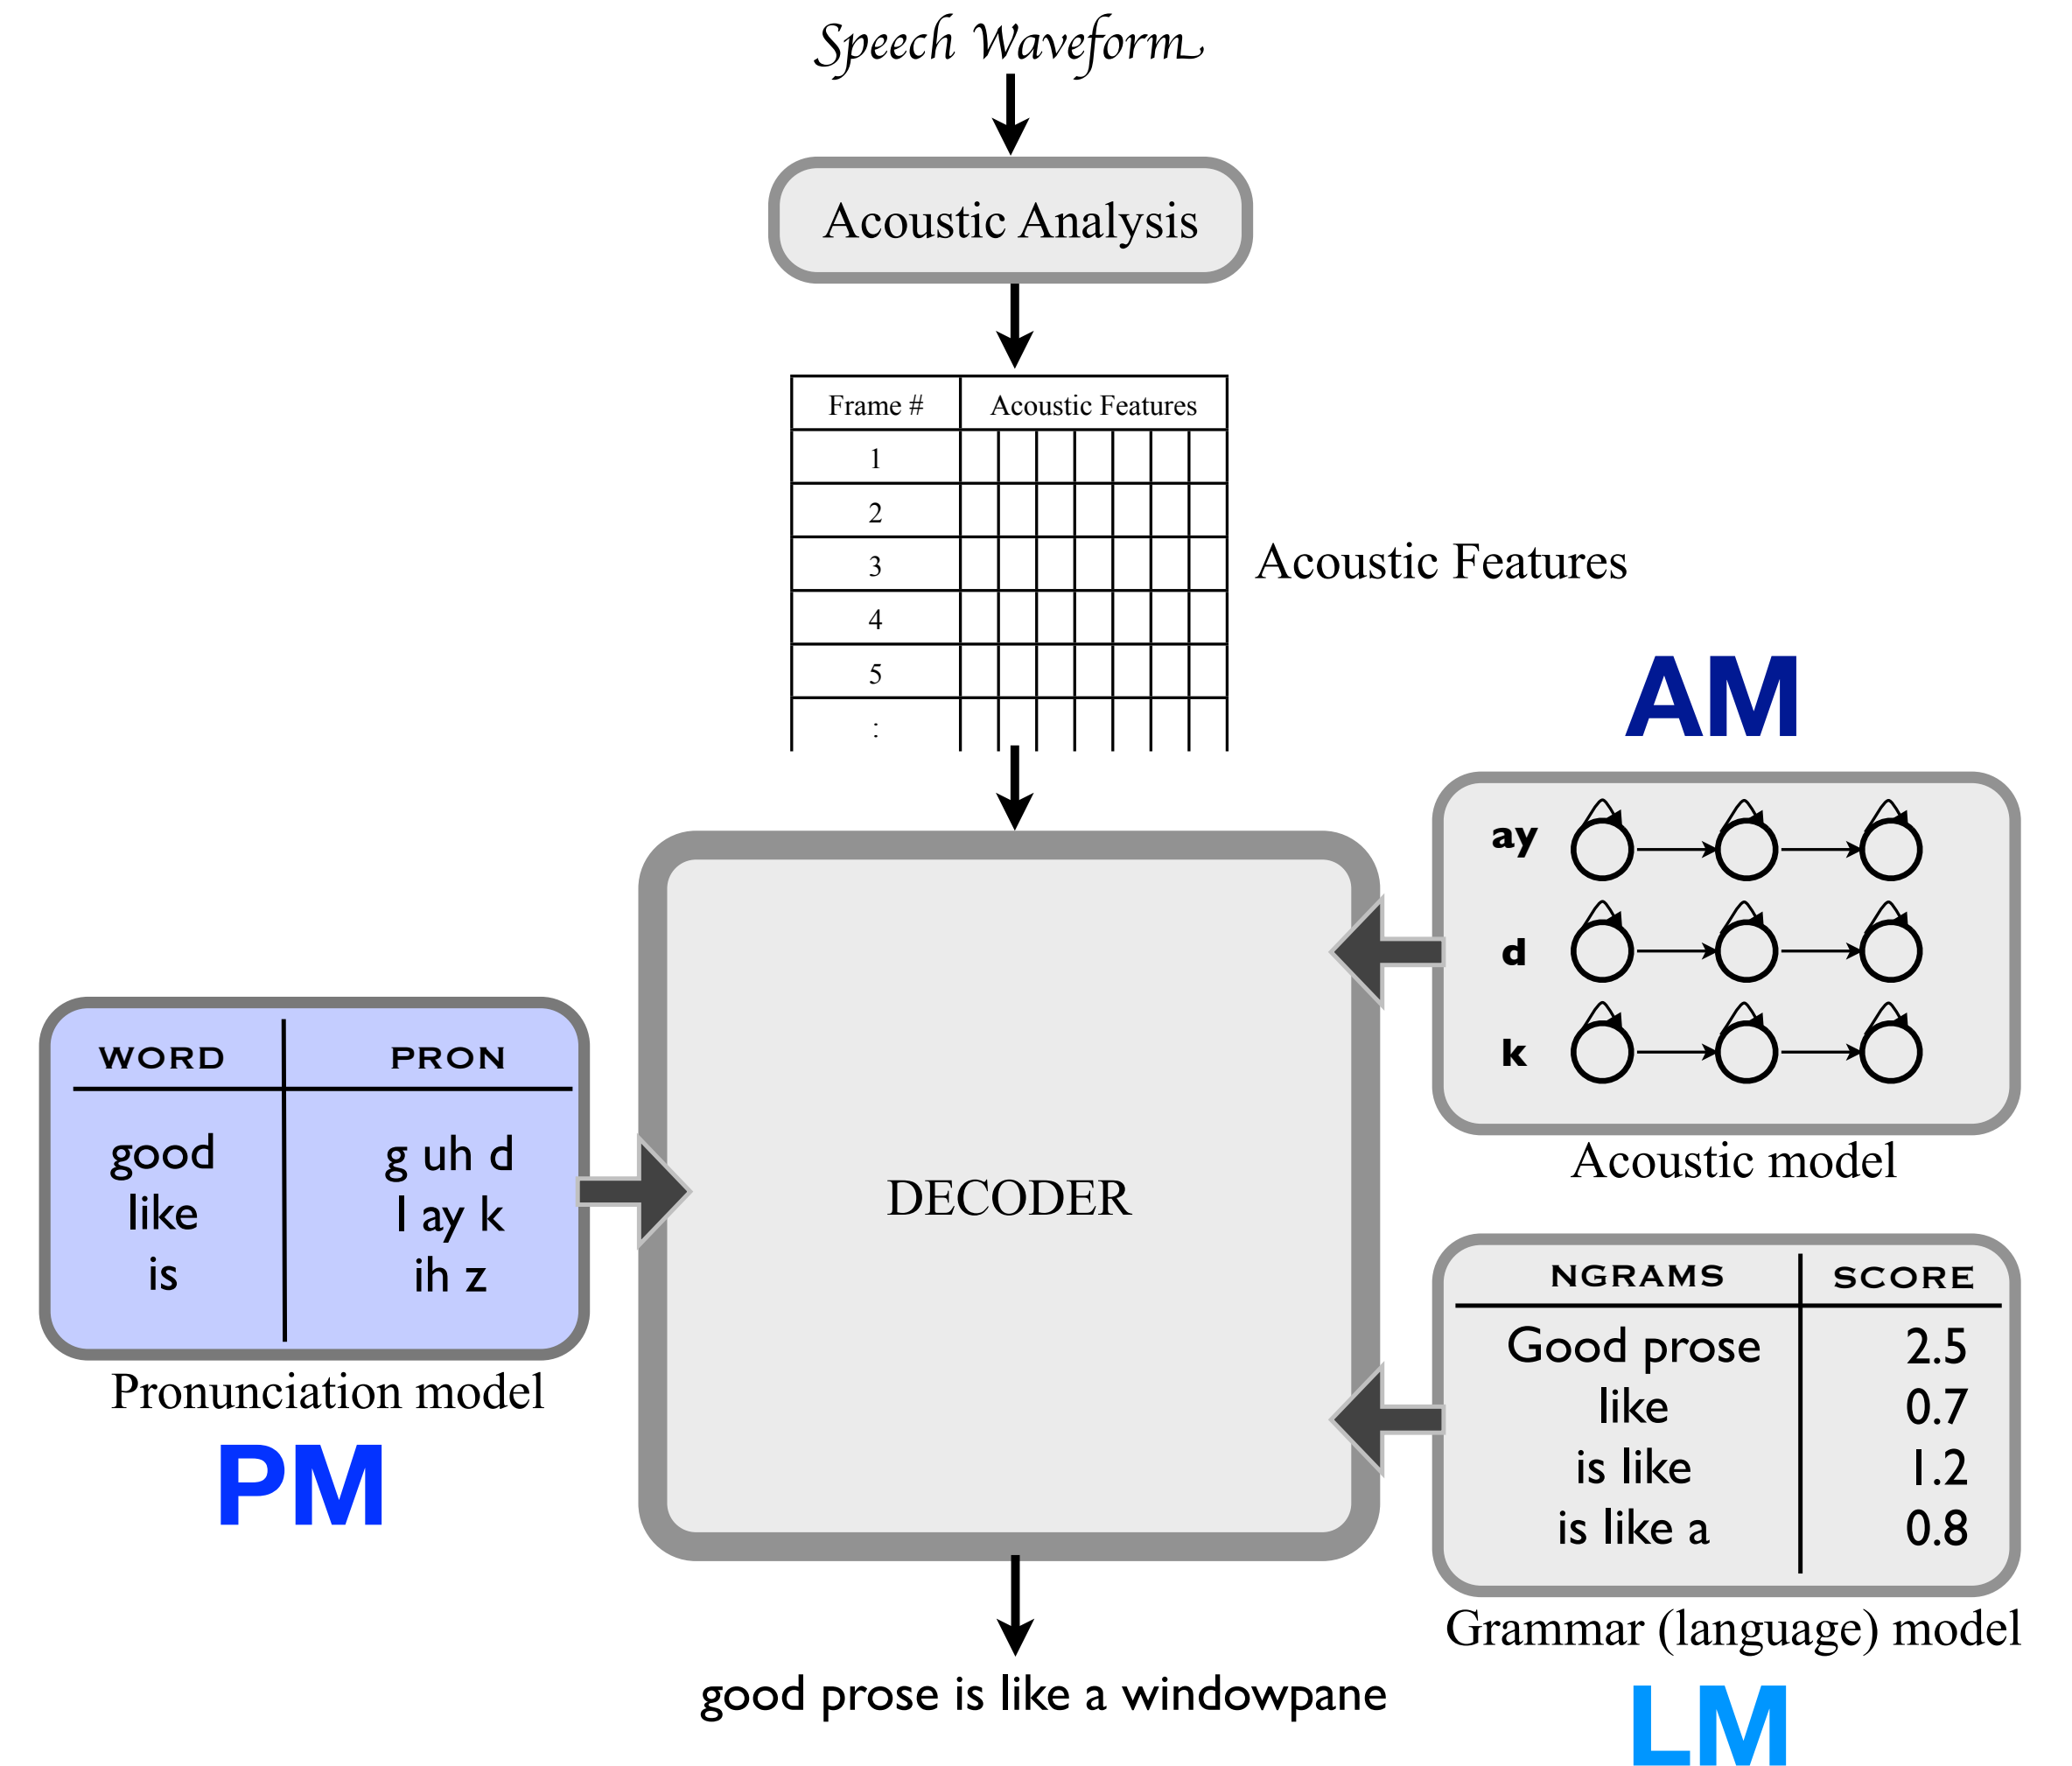 Speech Waveform
Acoustic Analysis
Frame # Acoustic Features
1
2
3
4
5
:
Acoustic Features
AM
ay
d
k
Acoustic model
WORD PRON
good g uh d
like l ay k
is ih z
Pronunciation model
PM
DECODER
NGRAMS SCORE
Good prose 2.5
like 0.7
is like 1.2
is like a 0.8
Grammar (language) model
LM
good prose is like a windowpane